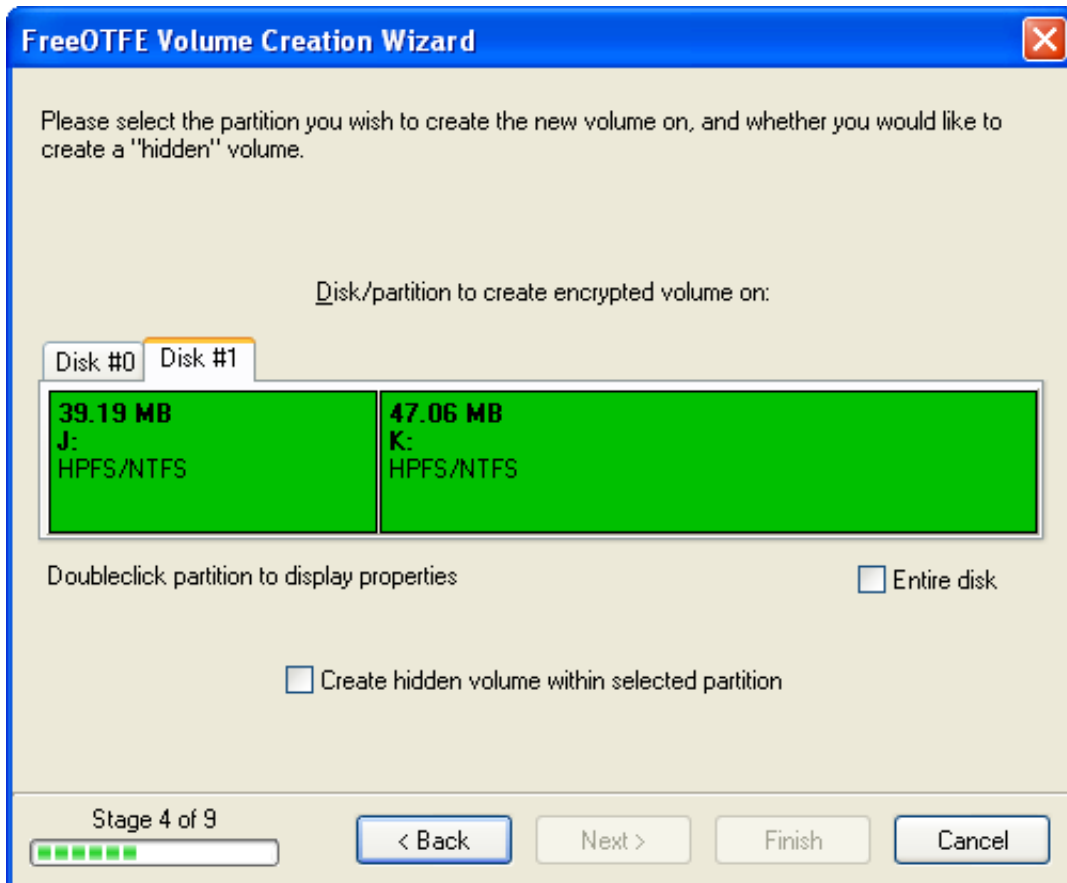 FreeOTFE Volume Creation Wizard
Please select the partition you wish to create the new volume on, and whether you would like to
create a "hidden" volume.
Disk/partition to create encrypted volume on:
Disk #0
Disk #1
39.19 MB
J:
HPFS/NTFS
47.06 MB
K:
HPFS/NTFS
Doubleclick partition to display properties
Entire disk
Create hidden volume within selected partition
Stage 4 of 9
< Back
Next >
Finish
Cancel